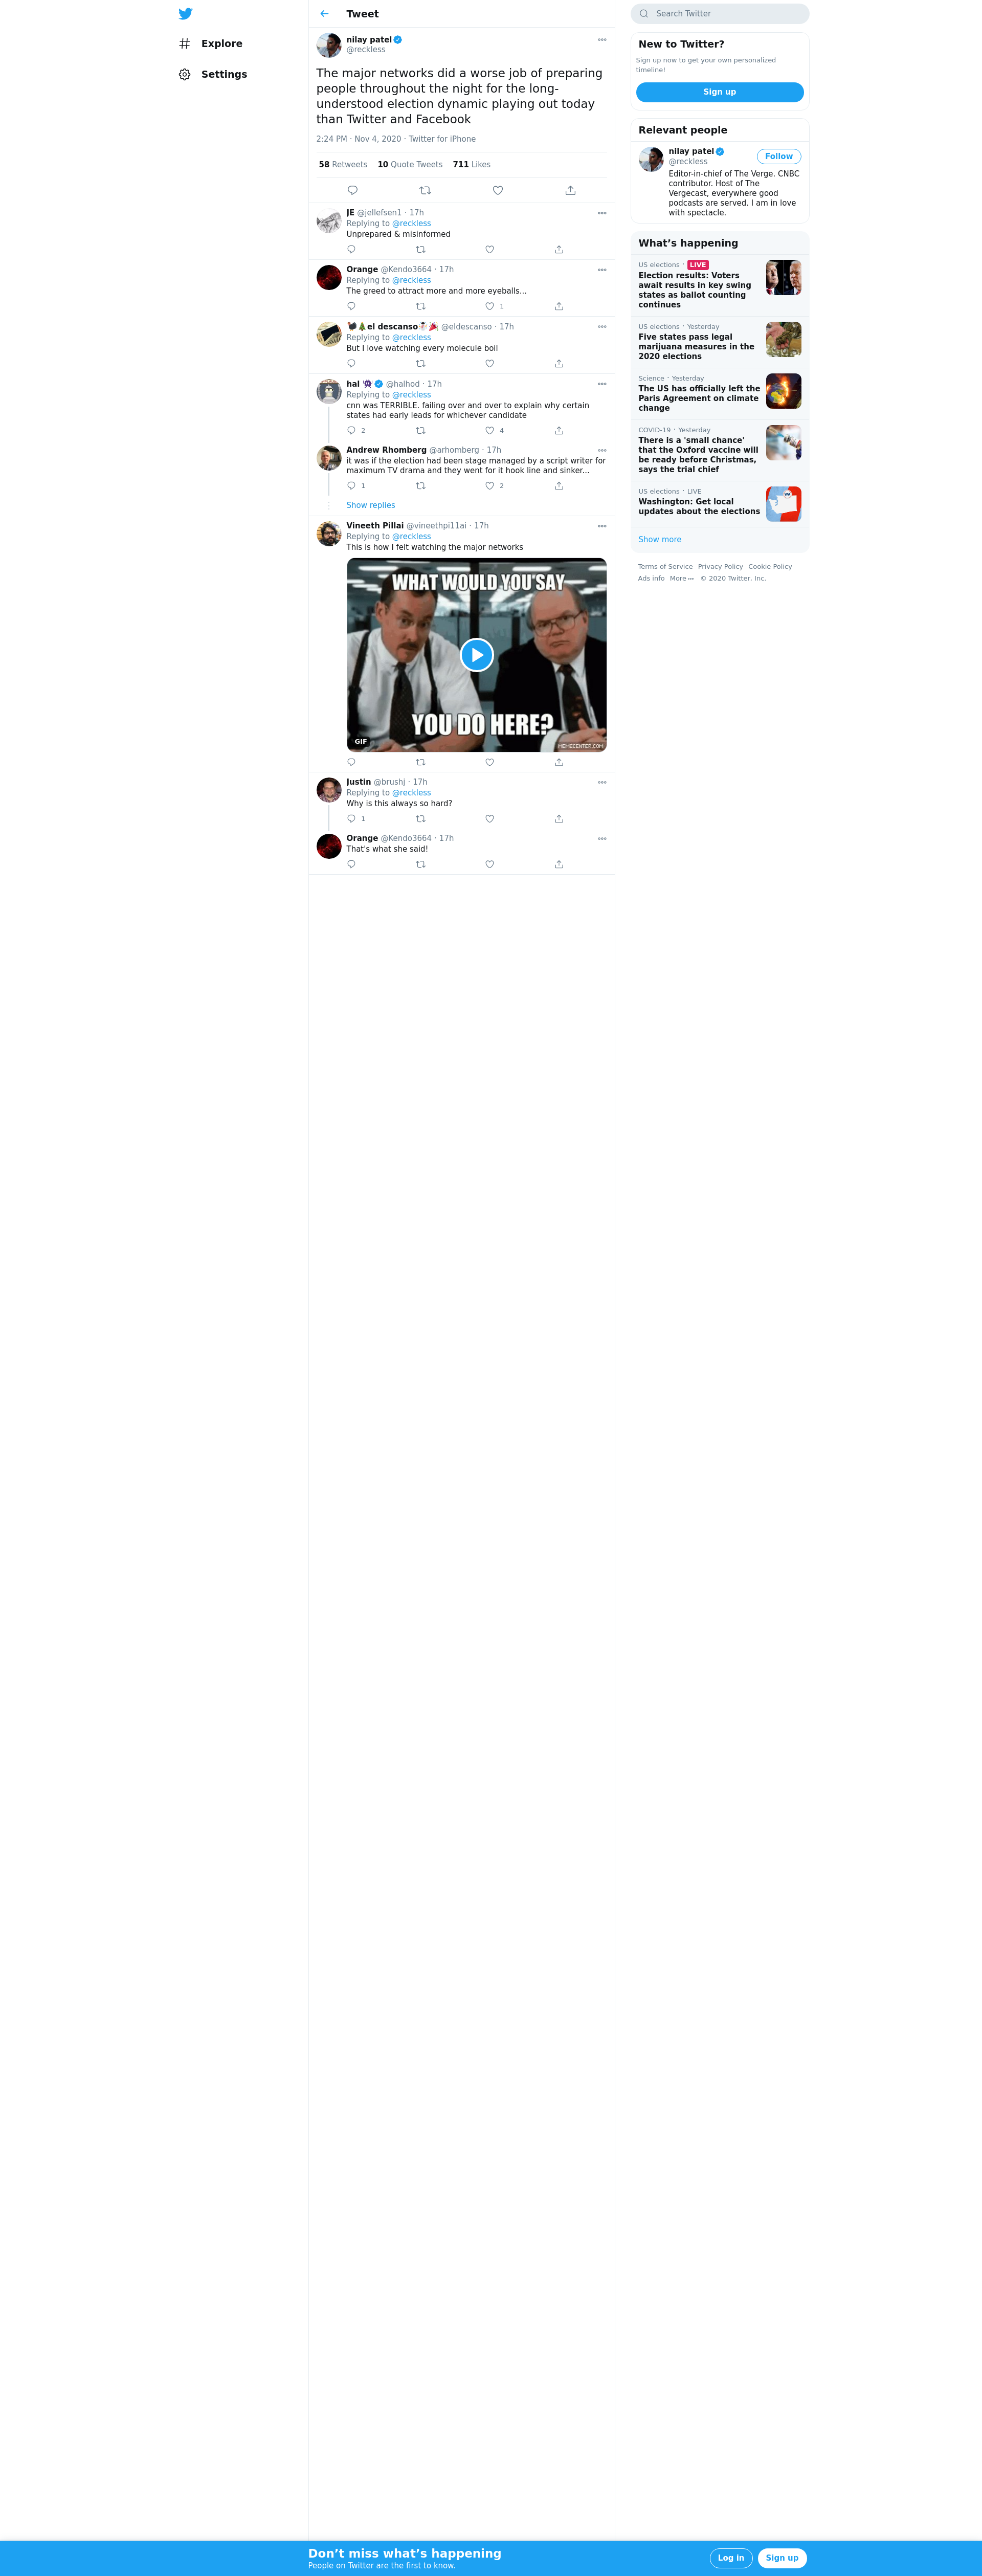 Explore
Settings
Tweet
nilay patel
@reckless
The major networks did a worse job of preparing
people throughout the night for the long-
understood election dynamic playing out today
than Twitter and Facebook
2:24 PM · Nov 4, 2020 · Twitter for iPhone
58 Retweets 10 Quote Tweets 711 Likes
JE @jellefsen1 · 17h
Replying to @reckless
Unprepared & misinformed
Orange @Kendo3664 · 17h
Replying to @reckless
The greed to attract more and more eyeballs...
1
el descanso @eldescanso · 17h
Replying to @reckless
But I love watching every molecule boil
hal @halhod · 17h
Replying to @reckless
cnn was TERRIBLE. failing over and over to explain why certain
states had early leads for whichever candidate
2 4
Andrew Rhomberg @arhomberg · 17h
it was if the election had been stage managed by a script writer for
maximum TV drama and they went for it hook line and sinker...
1 2
Show replies
Vineeth Pillai @vineethpi11ai · 17h
Replying to @reckless
This is how I felt watching the major networks
WHAT WOULD YOU SAY
YOU DO HERE?
GIF
MEMECENTER.COM
Justin @brushj · 17h
Replying to @reckless
Why is this always so hard?
1
Orange @Kendo3664 · 17h
That's what she said!
Search Twitter
New to Twitter?
Sign up now to get your own personalized
timeline!
Sign up
Relevant people
nilay patel
@reckless
Follow
Editor-in-chief of The Verge. CNBC
contributor. Host of The
Vergecast, everywhere good
podcasts are served. I am in love
with spectacle.
What’s happening
US elections · LIVE
Election results: Voters
await results in key swing
states as ballot counting
continues
US elections · Yesterday
Five states pass legal
marijuana measures in the
2020 elections
Science · Yesterday
The US has officially left the
Paris Agreement on climate
change
COVID-19 · Yesterday
There is a 'small chance'
that the Oxford vaccine will
be ready before Christmas,
says the trial chief
US elections · LIVE
Washington: Get local
updates about the elections
Show more
Terms of Service Privacy Policy Cookie Policy
Ads info More © 2020 Twitter, Inc.
Don’t miss what’s happening
People on Twitter are the first to know.
Log in
Sign up